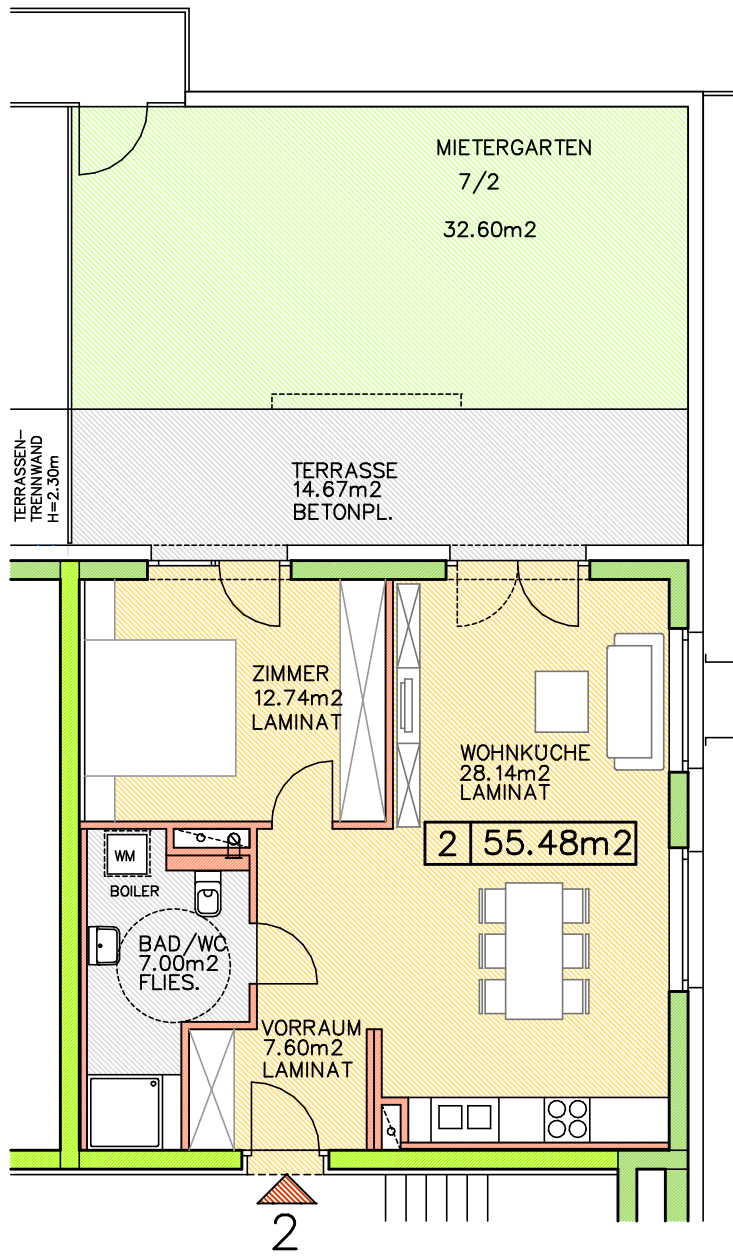 MIETERGARTEN
7/2
32.60m2
TERRASSEN-
TRENNWAND
H=2.30m
TERRASSE
14.67m2
BETONPL.
ZIMMER
12.74m2
LAMINAT
WOHNKÜCHE
28.14m2
LAMINAT
2 55.48m2
WM
BOILER
BAD/WC
7.00m2
FLIES.
VORRAUM
7.60m2
LAMINAT
2